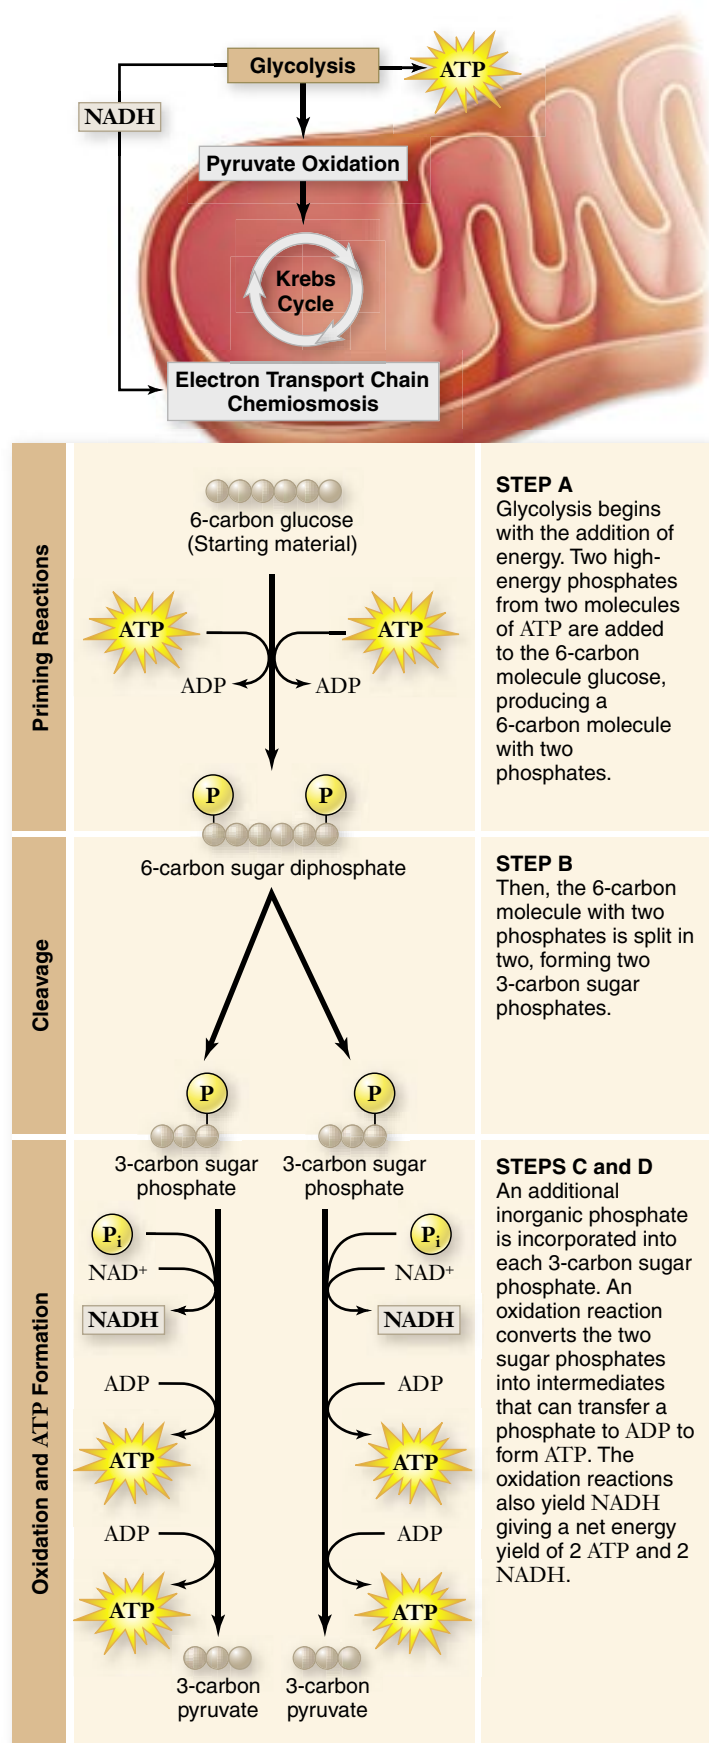 Glycolysis
ATP
NADH
Pyruvate Oxidation
Krebs
Cycle
Electron Transport Chain
Chemiosmosis
Priming Reactions
6-carbon glucose
(Starting material)
ATP
ATP
ADP
ADP
P
P
STEP A
Glycolysis begins
with the addition of
energy. Two high-
energy phosphates
from two molecules
of ATP are added
to the 6-carbon
molecule glucose,
producing a
6-carbon molecule
with two
phosphates.
Cleavage
6-carbon sugar diphosphate
P
P
STEP B
Then, the 6-carbon
molecule with two
phosphates is split in
two, forming two
3-carbon sugar
phosphates.
Oxidation and ATP Formation
3-carbon sugar
phosphate
3-carbon sugar
phosphate
Pi
Pi
NAD+
NAD+
NADH
NADH
ADP
ADP
ATP
ATP
ADP
ADP
ATP
ATP
3-carbon
pyruvate
3-carbon
pyruvate
STEPS C and D
An additional
inorganic phosphate
is incorporated into
each 3-carbon sugar
phosphate. An
oxidation reaction
converts the two
sugar phosphates
into intermediates
that can transfer a
phosphate to ADP to
form ATP. The
oxidation reactions
also yield NADH
giving a net energy
yield of 2 ATP and 2
NADH.